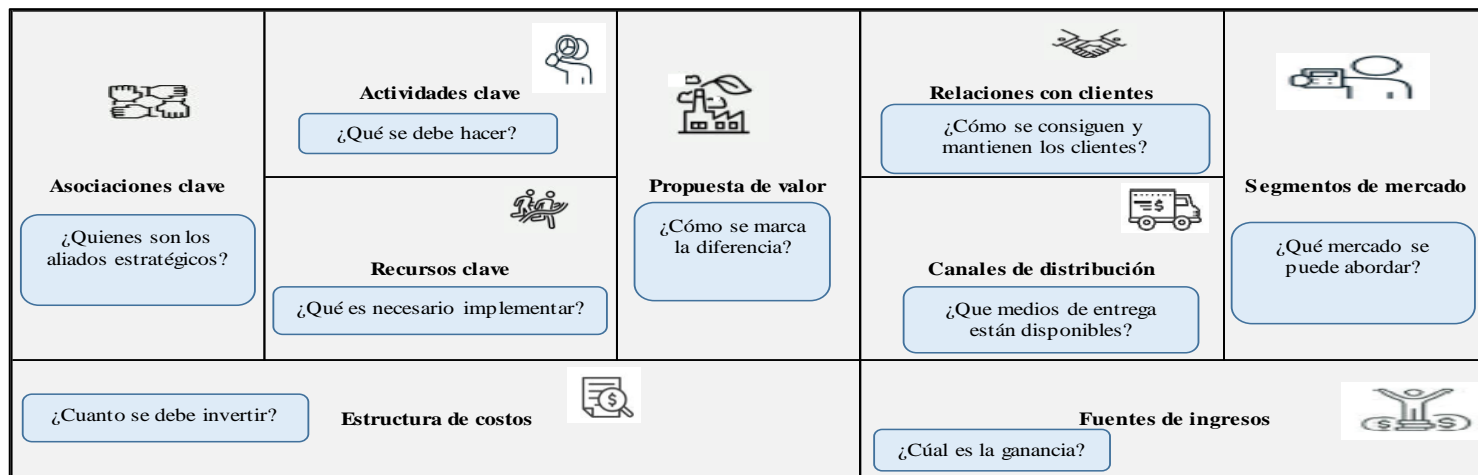 Asociaciones clave
¿Quienes son los
aliados estratégicos?
Actividades clave
¿Qué se debe hacer?
Recursos clave
¿Qué es necesario implementar?
Propuesta de valor
¿Cómo se marca
la diferencia?
Relaciones con clientes
¿Cómo se consiguen y
mantienen los clientes?
Canales de distribución
¿Que medios de entrega
están disponibles?
Segmentos de mercado
¿Qué mercado se
puede abordar?
¿Cuanto se debe invertir?
Estructura de costos
Fuentes de ingresos
¿Cúal es la ganancia?